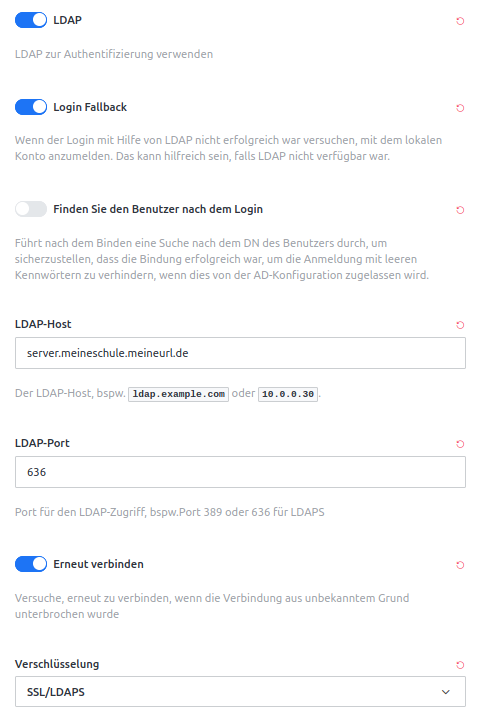 LDAP
LDAP zur Authentifizierung verwenden
Login Fallback
Wenn der Login mit Hilfe von LDAP nicht erfolgreich war versuchen, mit dem lokalen
Konto anzumelden. Das kann hilfreich sein, falls LDAP nicht verfügbar war.
Finden Sie den Benutzer nach dem Login
Führt nach dem Binden eine Suche nach dem DN des Benutzers durch, um
sicherzustellen, dass die Bindung erfolgreich war, um die Anmeldung mit leeren
Kennwörtern zu verhindern, wenn dies von der AD-Konfiguration zugelassen wird.
LDAP-Host
server.meineschule.meineurl.de
Der LDAP-Host, bspw. ldap.example.com oder 10.0.0.30.
LDAP-Port
636
Port für den LDAP-Zugriff, bspw.Port 389 oder 636 für LDAPS
Erneut verbinden
Versuche, erneut zu verbinden, wenn die Verbindung aus unbekanntem Grund
unterbrochen wurde
Verschlüsselung
SSL/LDAPS